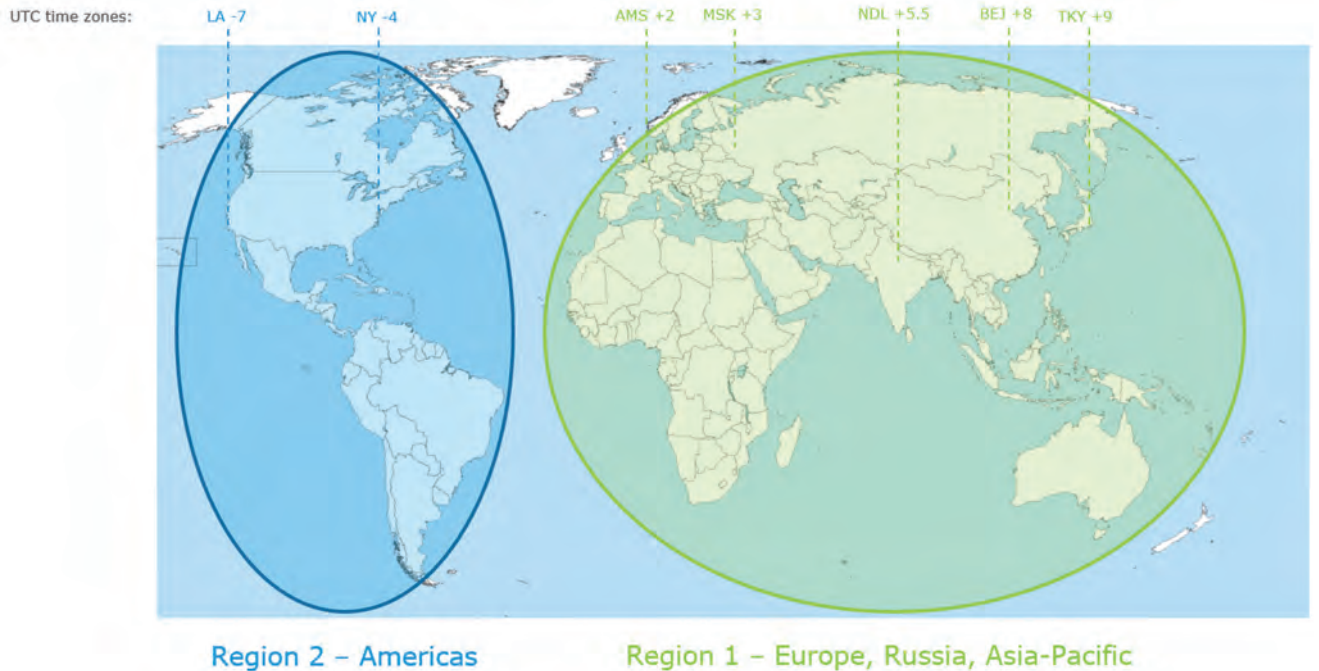 UTC time zones: LA -7 NY -4 AMS +2 MSK +3 NDL +5.5 BEJ +8 TKY +9
Region 2 – Americas Region 1 – Europe, Russia, Asia-Pacific